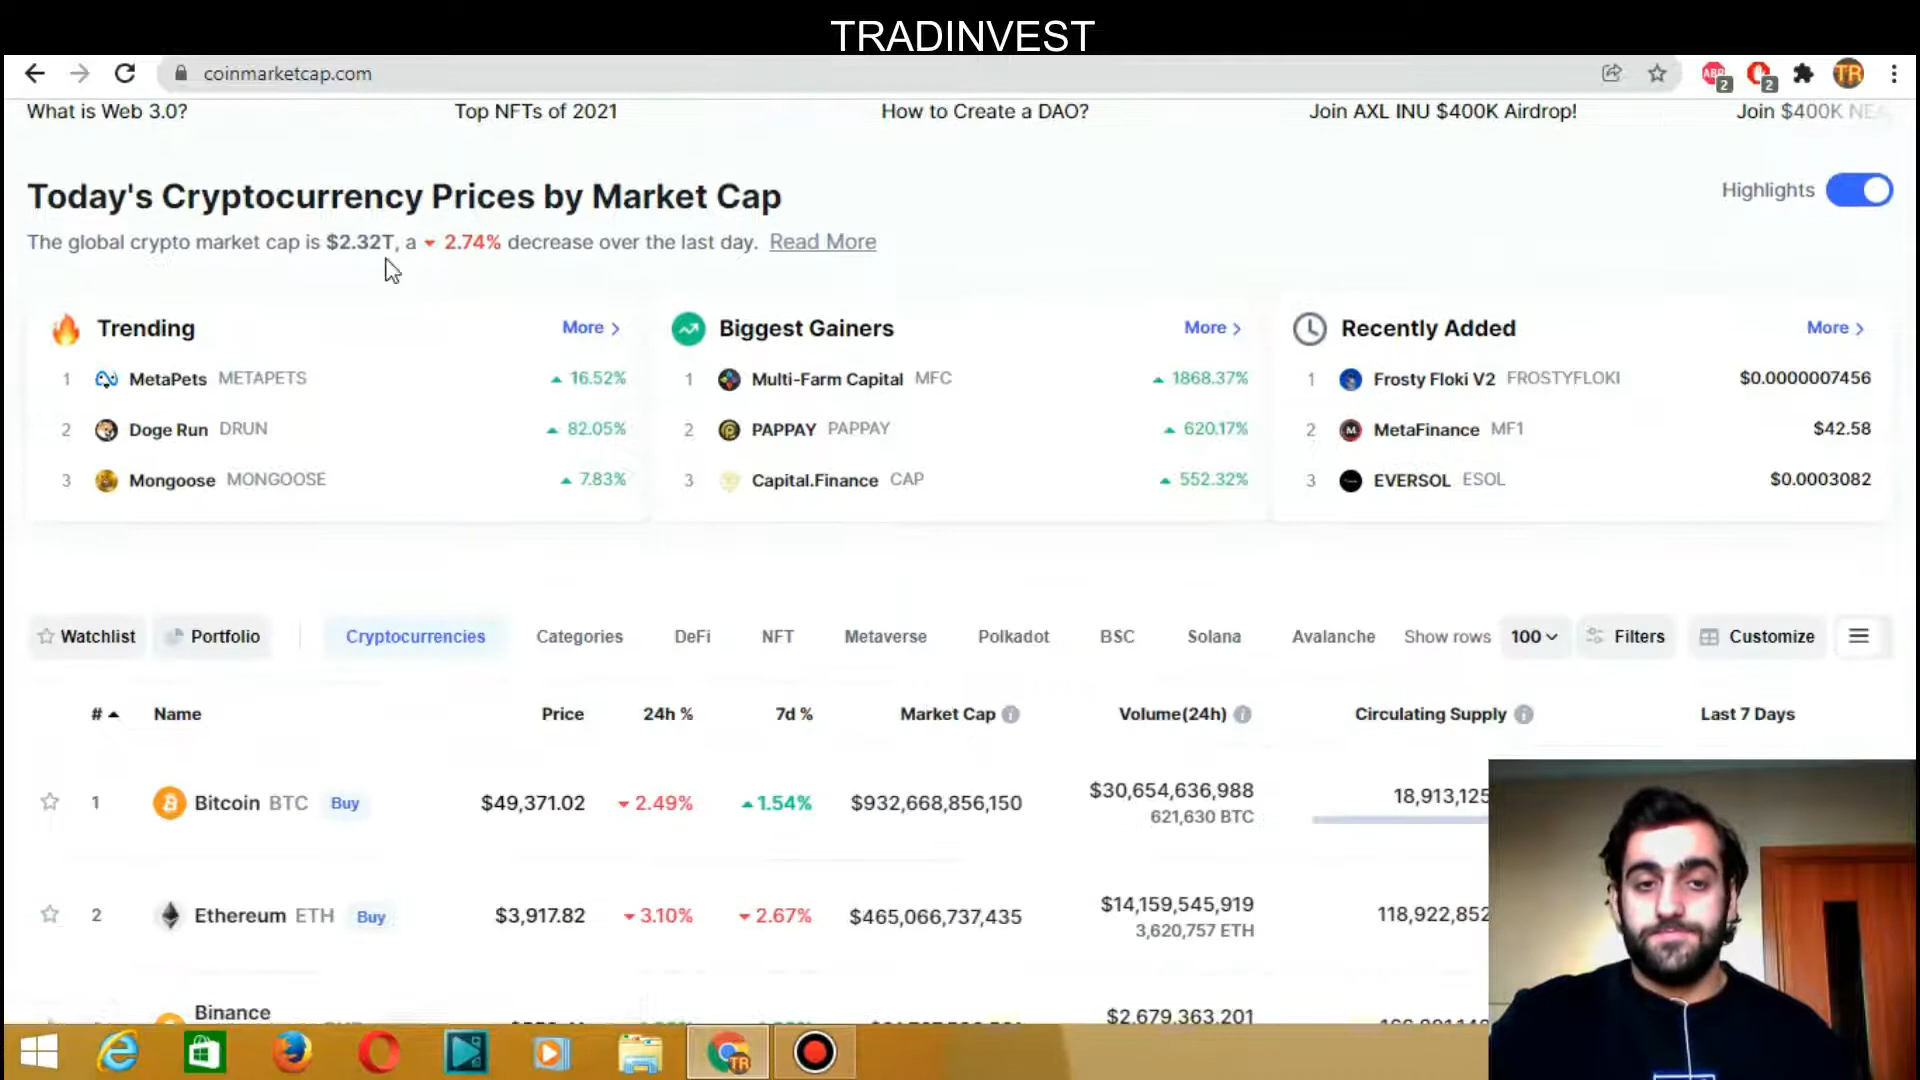 TRADINVEST
coinmarketcap.com
ABP 2 2 TR
What is Web 3.0? Top NFTs of 2021 How to Create a DAO? Join AXL INU $400K Airdrop! Join $400K NEA
Today's Cryptocurrency Prices by Market Cap Highlights
The global crypto market cap is $2.32T, a 2.74% decrease over the last day. Read More
Trending More > Biggest Gainers More > Recently Added More >
1 MetaPets METAPETS 16.52% 1 Multi-Farm Capital MFC 1868.37% 1 Frosty Floki V2 FROSTYFLOKI $0.0000007456
2 Doge Run DRUN 82.05% 2 PAPPAY PAPPAY 620.17% 2 MetaFinance MF1 $42.58
3 Mongoose MONGOOSE 7.83% 3 Capital.Finance CAP 552.32% 3 EVERSOL ESOL $0.0003082
Watchlist Portfolio Cryptocurrencies Categories DeFi NFT Metaverse Polkadot BSC Solana Avalanche Show rows 100 Filters Customize
# Name Price 24h % 7d % Market Cap Volume(24h) Circulating Supply Last 7 Days
1 Bitcoin BTC Buy $49,371.02 2.49% 1.54% $932,668,856,150 $30,654,636,988 18,913,125
621,630 BTC
2 Ethereum ETH Buy $3,917.82 3.10% 2.67% $465,066,737,435 $14,159,545,919 118,922,852
3,620,757 ETH
Binance $2,679,363,201
TR